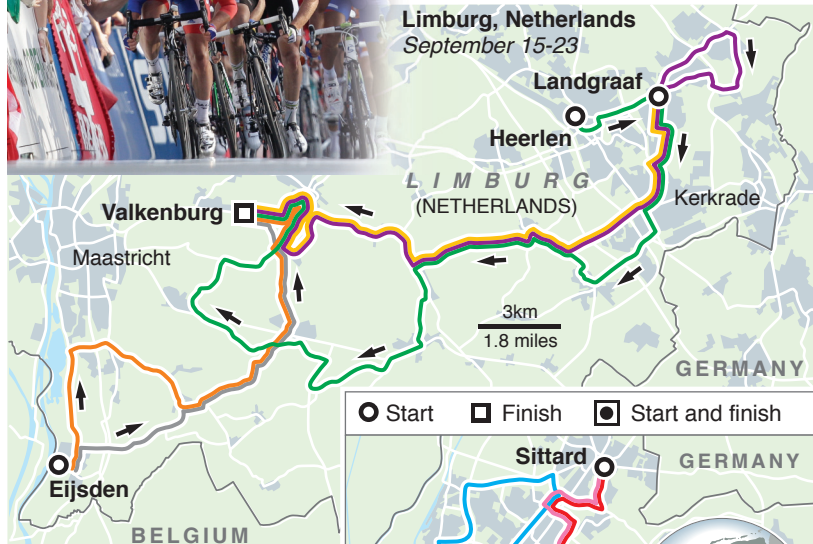 Limburg, Netherlands
September 15-23
Landgraaf
Heerlen
LIMBURG
(NETHERLANDS)
Kerkrade
Valkenburg
Maastricht
3km
1.8 miles
GERMANY
Start
Finish
Start and finish
Sittard
GERMANY
Eijsden
BELGIUM